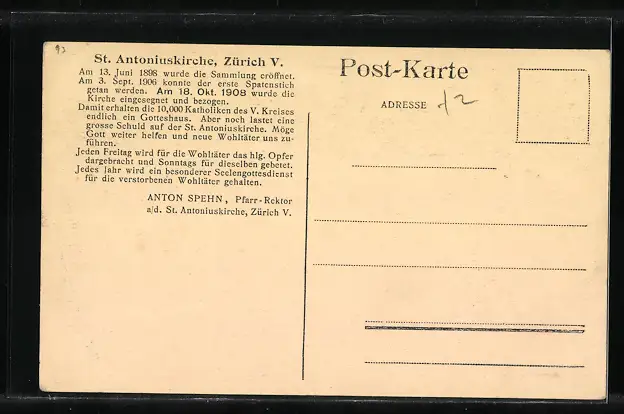 93
St. Antoniuskirche, Zürich V.
Am 13. Juni 1898 wurde die Sammlung eröffnet.
Am 3. Sept. 1906 konnte der erste Spatenstich
getan werden. Am 18. Okt. 1908 wurde die
Kirche eingesegnet und bezogen.
Damit erhalten die 10,000 Katholiken des V. Kreises
endlich ein Gotteshaus. Aber noch lastet eine
grosse Schuld auf der St. Antoniuskirche. Möge
Gott weiter helfen und neue Wohltäter uns zu-
führen.
Jeden Freitag wird für die Wohltäter das hlg. Opfer
dargebracht und Sonntags für dieselben gebetet.
Jedes Jahr wird ein besonderer Seelengottesdienst
für die verstorbenen Wohltäter gehalten.
ANTON SPEHN, Pfarr-Rektor
a/d. St. Antoniuskirche, Zürich V.
Post-Karte
ADRESSE